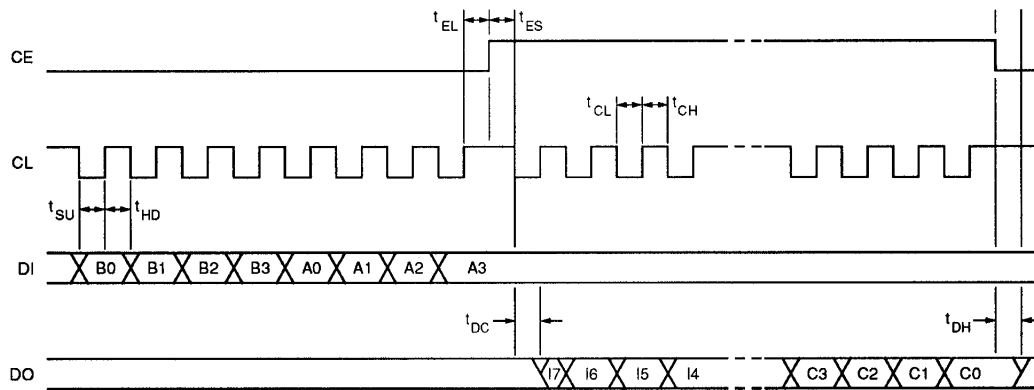 tEL tES
CE
tCL tCH
CL
tSU tHD
DI B0 B1 B2 B3 A0 A1 A2 A3
tDC tDH
DO I7 I6 I5 I4 C3 C2 C1 C0